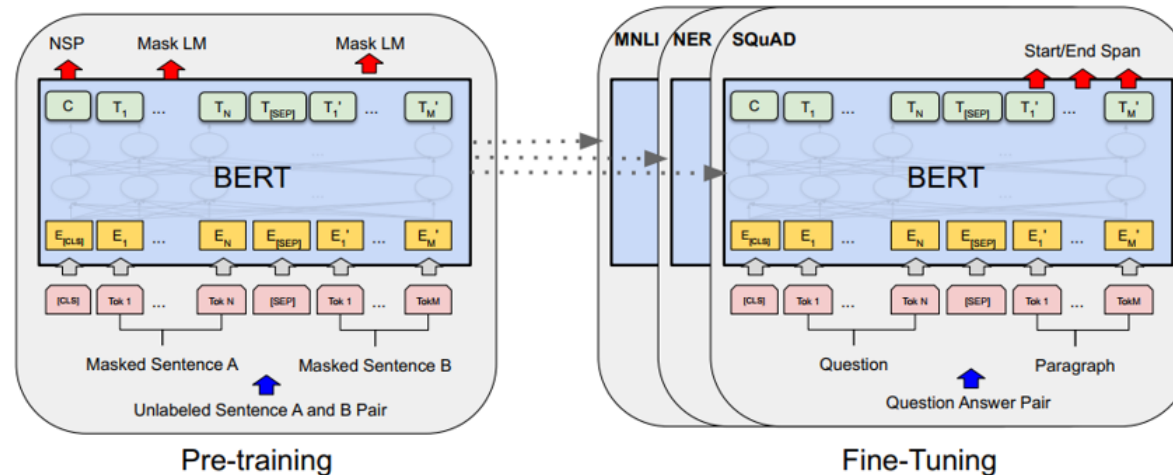 NSP Mask LM Mask LM
C T1 ... TN T[SEP] T1' ... TM'
...
BERT
...
E[CLS] E1 ... EN E[SEP] E1' ... EM'
[CLS] Tok 1 ... Tok N [SEP] Tok 1 ... TokM
Masked Sentence A Masked Sentence B
Unlabeled Sentence A and B Pair
Pre-training
MNLI NER SQuAD
Start/End Span
C T1 ... TN T[SEP] T1' ... TM'
...
BERT
...
E[CLS] E1 ... EN E[SEP] E1' ... EM'
[CLS] Tok 1 ... Tok N [SEP] Tok 1 ... TokM
Question Paragraph
Question Answer Pair
Fine-Tuning